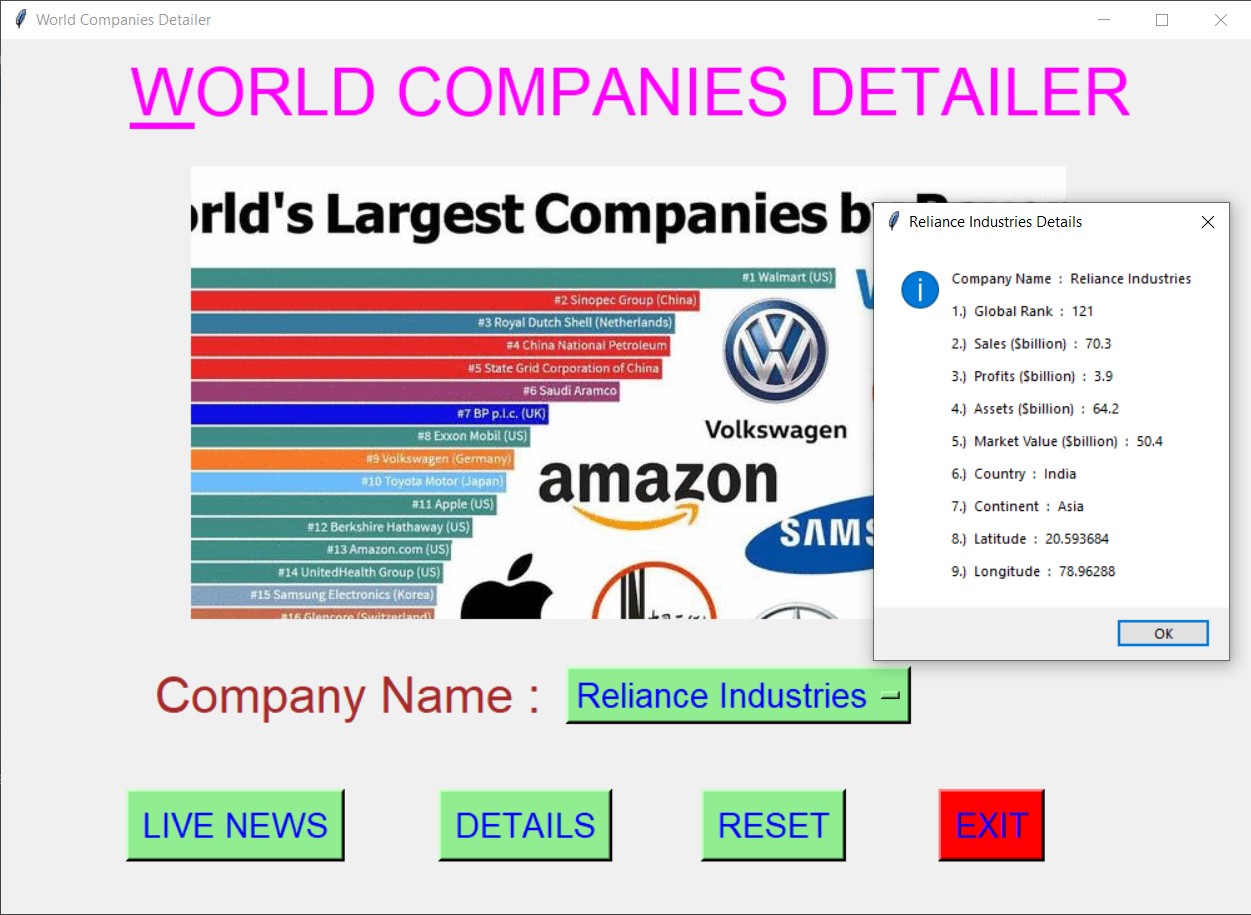 World Companies Detailer
WORLD COMPANIES DETAILER
orld's Largest Companies by
#1 Walmart (US)
#2 Sinopec Group (China)
#3 Royal Dutch Shell (Netherlands)
#4 China National Petroleum
#5 State Grid Corporation of China
#6 Saudi Aramco
#7 BP p.l.c. (UK)
#8 Exxon Mobil (US)
#9 Volkswagen (Germany)
#10 Toyota Motor (Japan)
#11 Apple (US)
#12 Berkshire Hathaway (US)
#13 Amazon.com (US)
#14 UnitedHealth Group (US)
#15 Samsung Electronics (Korea)
#16 Glencore (Switzerland)
Volkswagen
amazon
SAMS
Reliance Industries Details
Company Name : Reliance Industries
1.) Global Rank : 121
2.) Sales ($billion) : 70.3
3.) Profits ($billion) : 3.9
4.) Assets ($billion) : 64.2
5.) Market Value ($billion) : 50.4
6.) Country : India
7.) Continent : Asia
8.) Latitude : 20.593684
9.) Longitude : 78.96288
OK
Company Name : Reliance Industries
LIVE NEWS DETAILS RESET EXIT